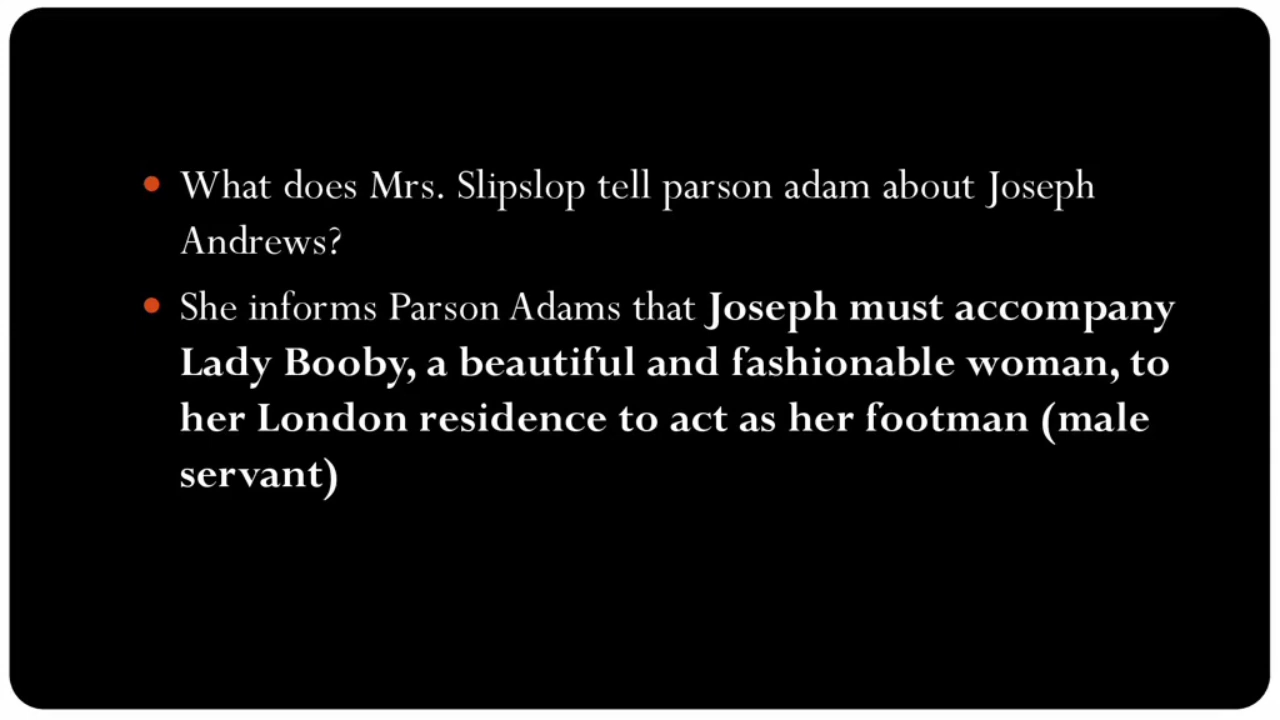 • What does Mrs. Slipslop tell parson adam about Joseph
Andrews?
• She informs Parson Adams that Joseph must accompany
Lady Booby, a beautiful and fashionable woman, to
her London residence to act as her footman (male
servant)